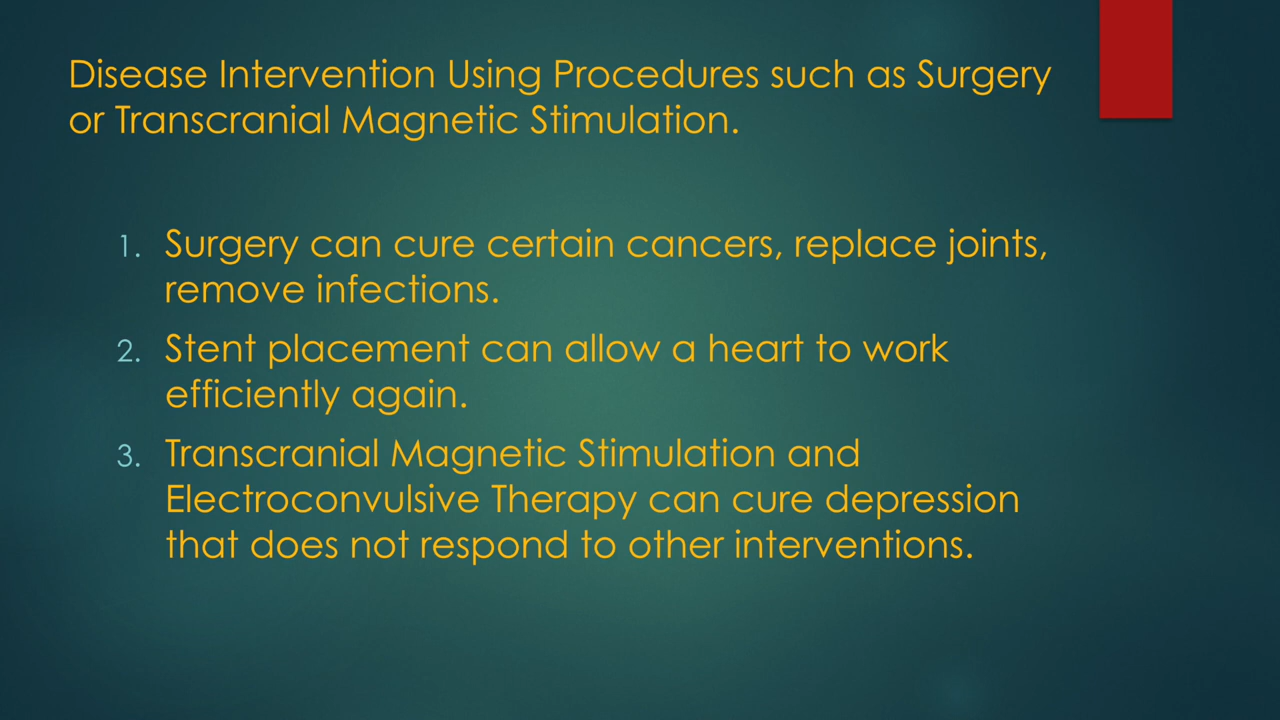 Disease Intervention Using Procedures such as Surgery
or Transcranial Magnetic Stimulation.
1. Surgery can cure certain cancers, replace joints,
remove infections.
2. Stent placement can allow a heart to work
efficiently again.
3. Transcranial Magnetic Stimulation and
Electroconvulsive Therapy can cure depression
that does not respond to other interventions.